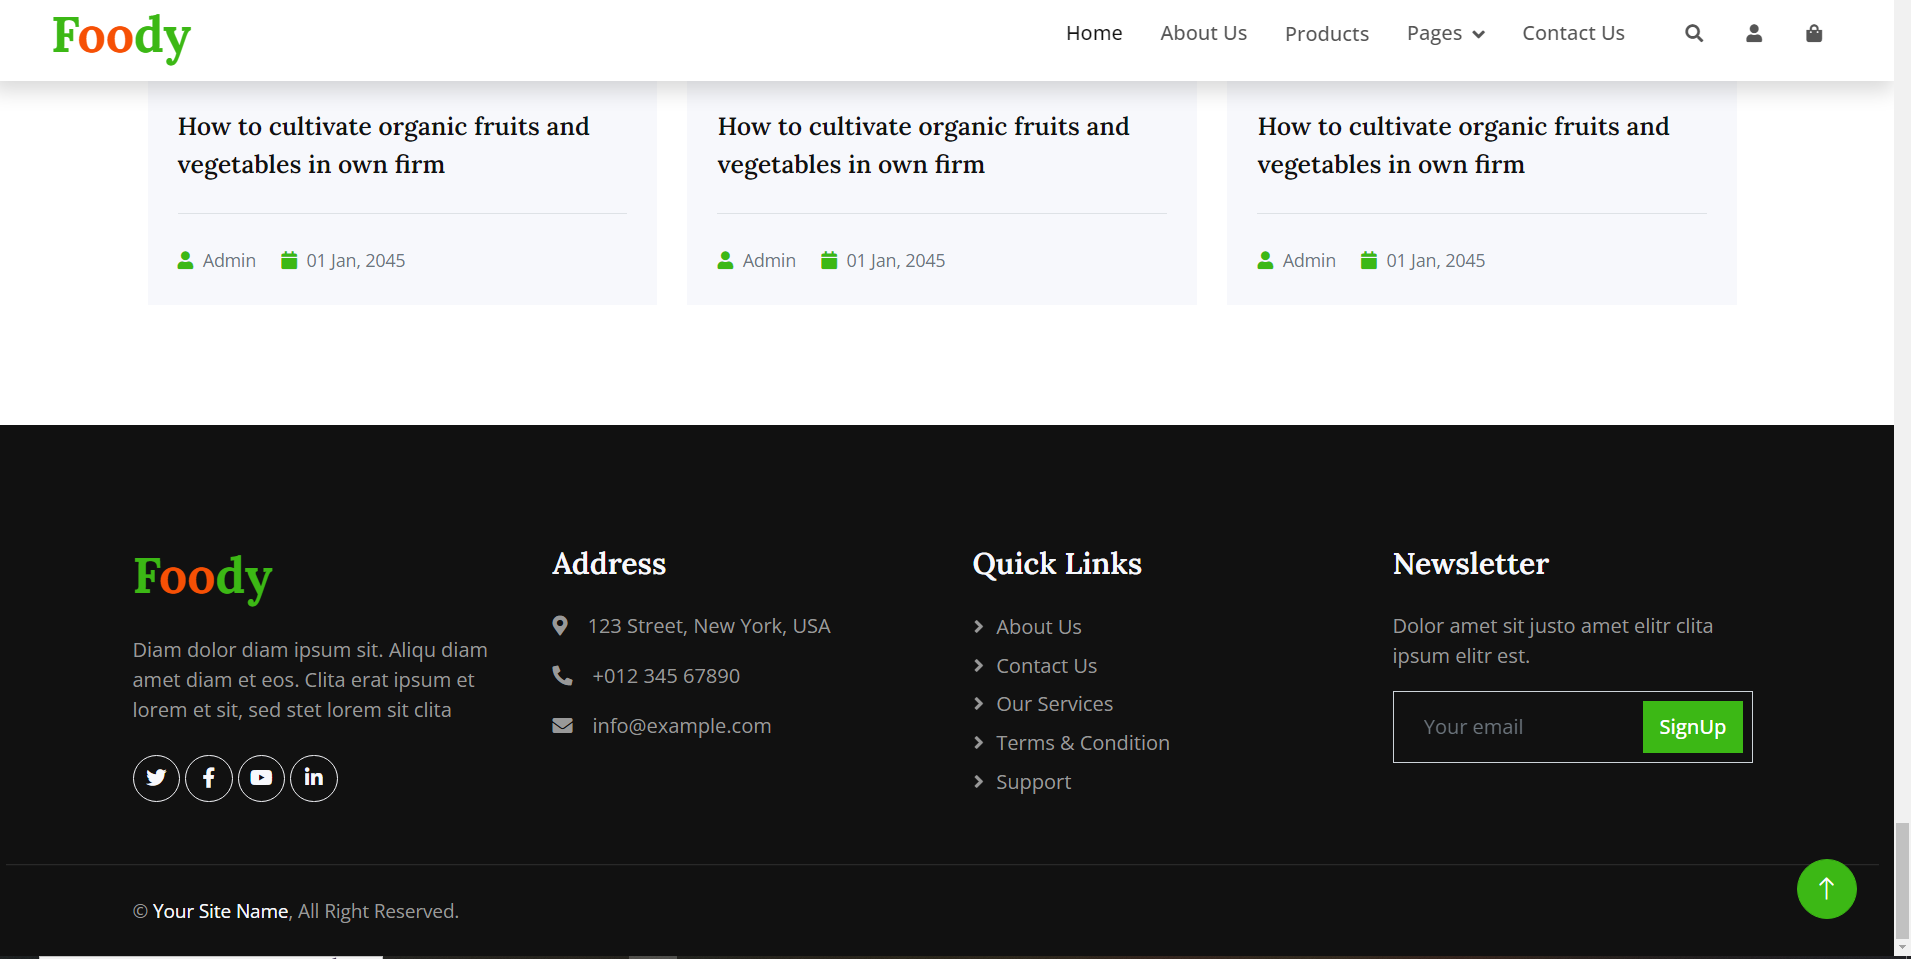 Foody
Home About Us Products Pages Contact Us
How to cultivate organic fruits and
vegetables in own firm
Admin 01 Jan, 2045
How to cultivate organic fruits and
vegetables in own firm
Admin 01 Jan, 2045
How to cultivate organic fruits and
vegetables in own firm
Admin 01 Jan, 2045
Foody
Diam dolor diam ipsum sit. Aliqu diam
amet diam et eos. Clita erat ipsum et
lorem et sit, sed stet lorem sit clita
Address
123 Street, New York, USA
+012 345 67890
info@example.com
Quick Links
About Us
Contact Us
Our Services
Terms & Condition
Support
Newsletter
Dolor amet sit justo amet elitr clita
ipsum elitr est.
Your email SignUp
© Your Site Name, All Right Reserved.